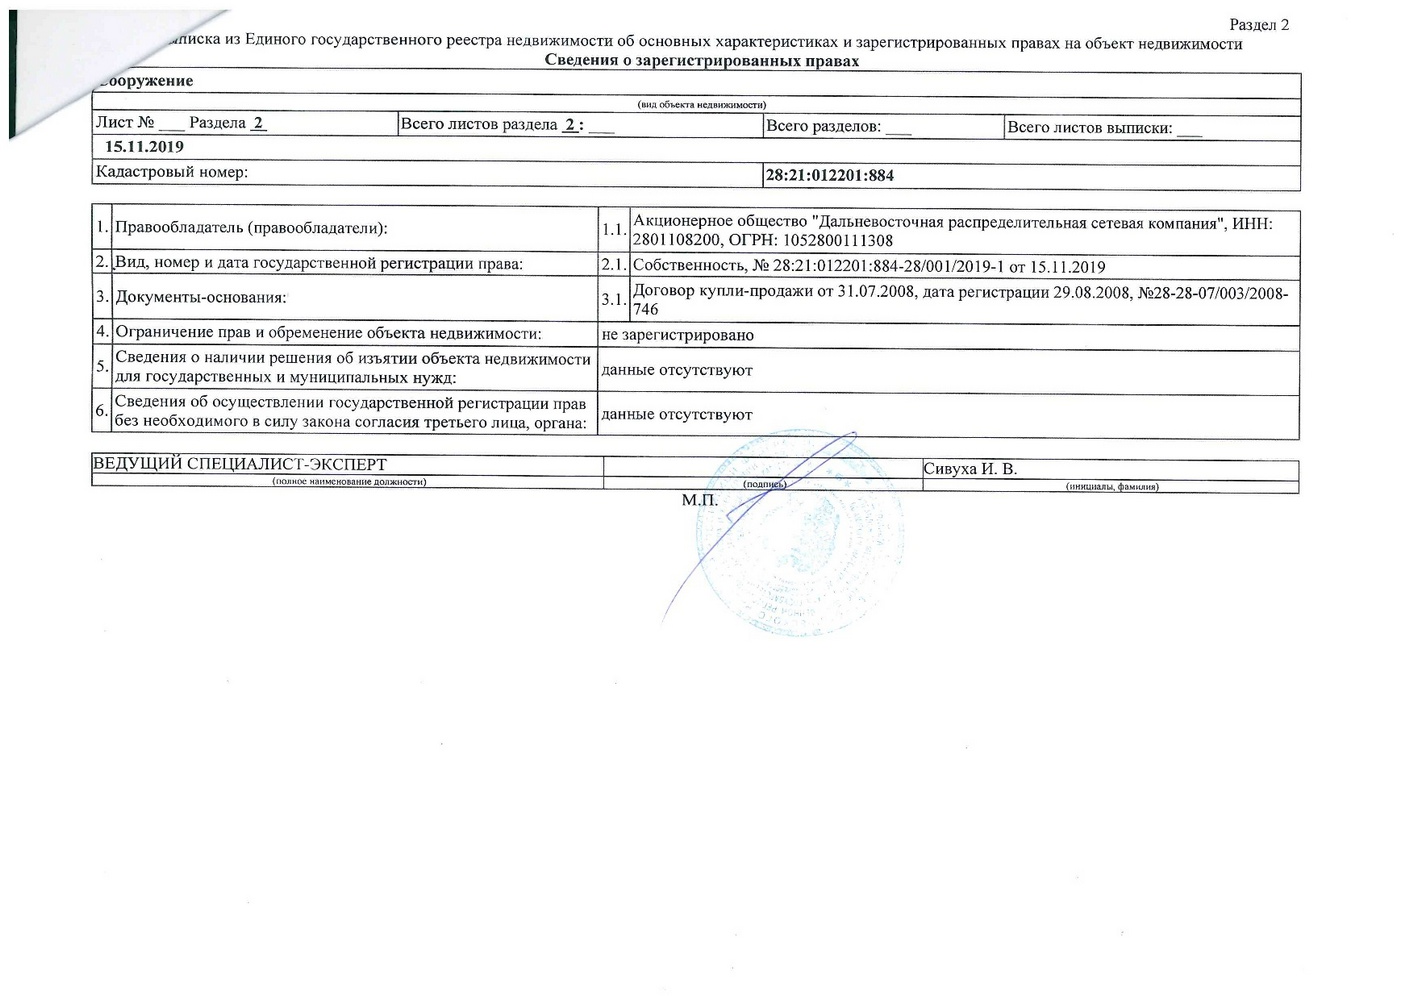 Раздел 2
иска из Единого государственного реестра недвижимости об основных характеристиках и зарегистрированных правах на объект недвижимости
Сведения о зарегистрированных правах
ооружение
(вид объекта недвижимости)
Лист № ___ Раздела 2 Всего листов раздела 2 : ___ Всего разделов: ___ Всего листов выписки: ___
15.11.2019
Кадастровый номер: 28:21:012201:884
1. Правообладатель (правообладатели): 1.1. Акционерное общество "Дальневосточная распределительная сетевая компания", ИНН:
2801108200, ОГРН: 1052800111308
2. Вид, номер и дата государственной регистрации права: 2.1. Собственность, № 28:21:012201:884-28/001/2019-1 от 15.11.2019
3. Документы-основания: 3.1. Договор купли-продажи от 31.07.2008, дата регистрации 29.08.2008, №28-28-07/003/2008-
746
4. Ограничение прав и обременение объекта недвижимости: не зарегистрировано
5. Сведения о наличии решения об изъятии объекта недвижимости
для государственных и муниципальных нужд: данные отсутствуют
6. Сведения об осуществлении государственной регистрации прав
без необходимого в силу закона согласия третьего лица, органа: данные отсутствуют
ВЕДУЩИЙ СПЕЦИАЛИСТ-ЭКСПЕРТ Сивуха И. В.
(полное наименование должности) (подпись) (инициалы, фамилия)
М.П.